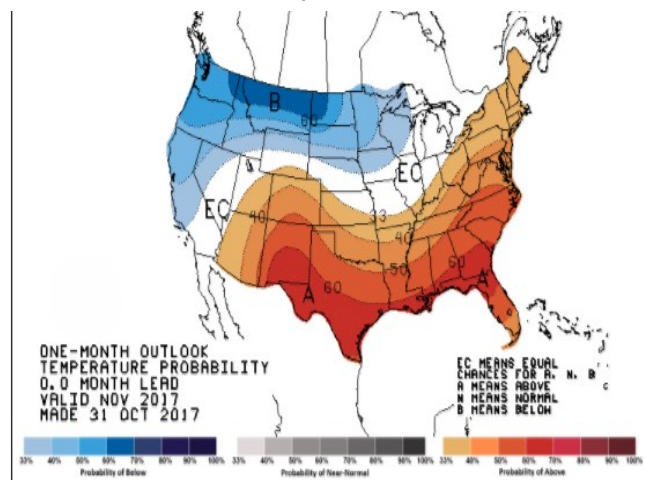 B
60
EC
EC
40
33
40
50
60
60
A
A
ONE-MONTH OUTLOOK
TEMPERATURE PROBABILITY
0.0 MONTH LEAD
VALID NOV 2017
MADE 31 OCT 2017
EC MEANS EQUAL
CHANCES FOR A, N, B
A MEANS ABOVE
N MEANS NORMAL
B MEANS BELOW
33% 40% 50% 60% 70% 80% 90% 100%
Probability of Below
33% 40% 50% 60% 70% 80% 90% 100%
Probability of Near-Normal
33% 40% 50% 60% 70% 80% 90% 100%
Probability of Above